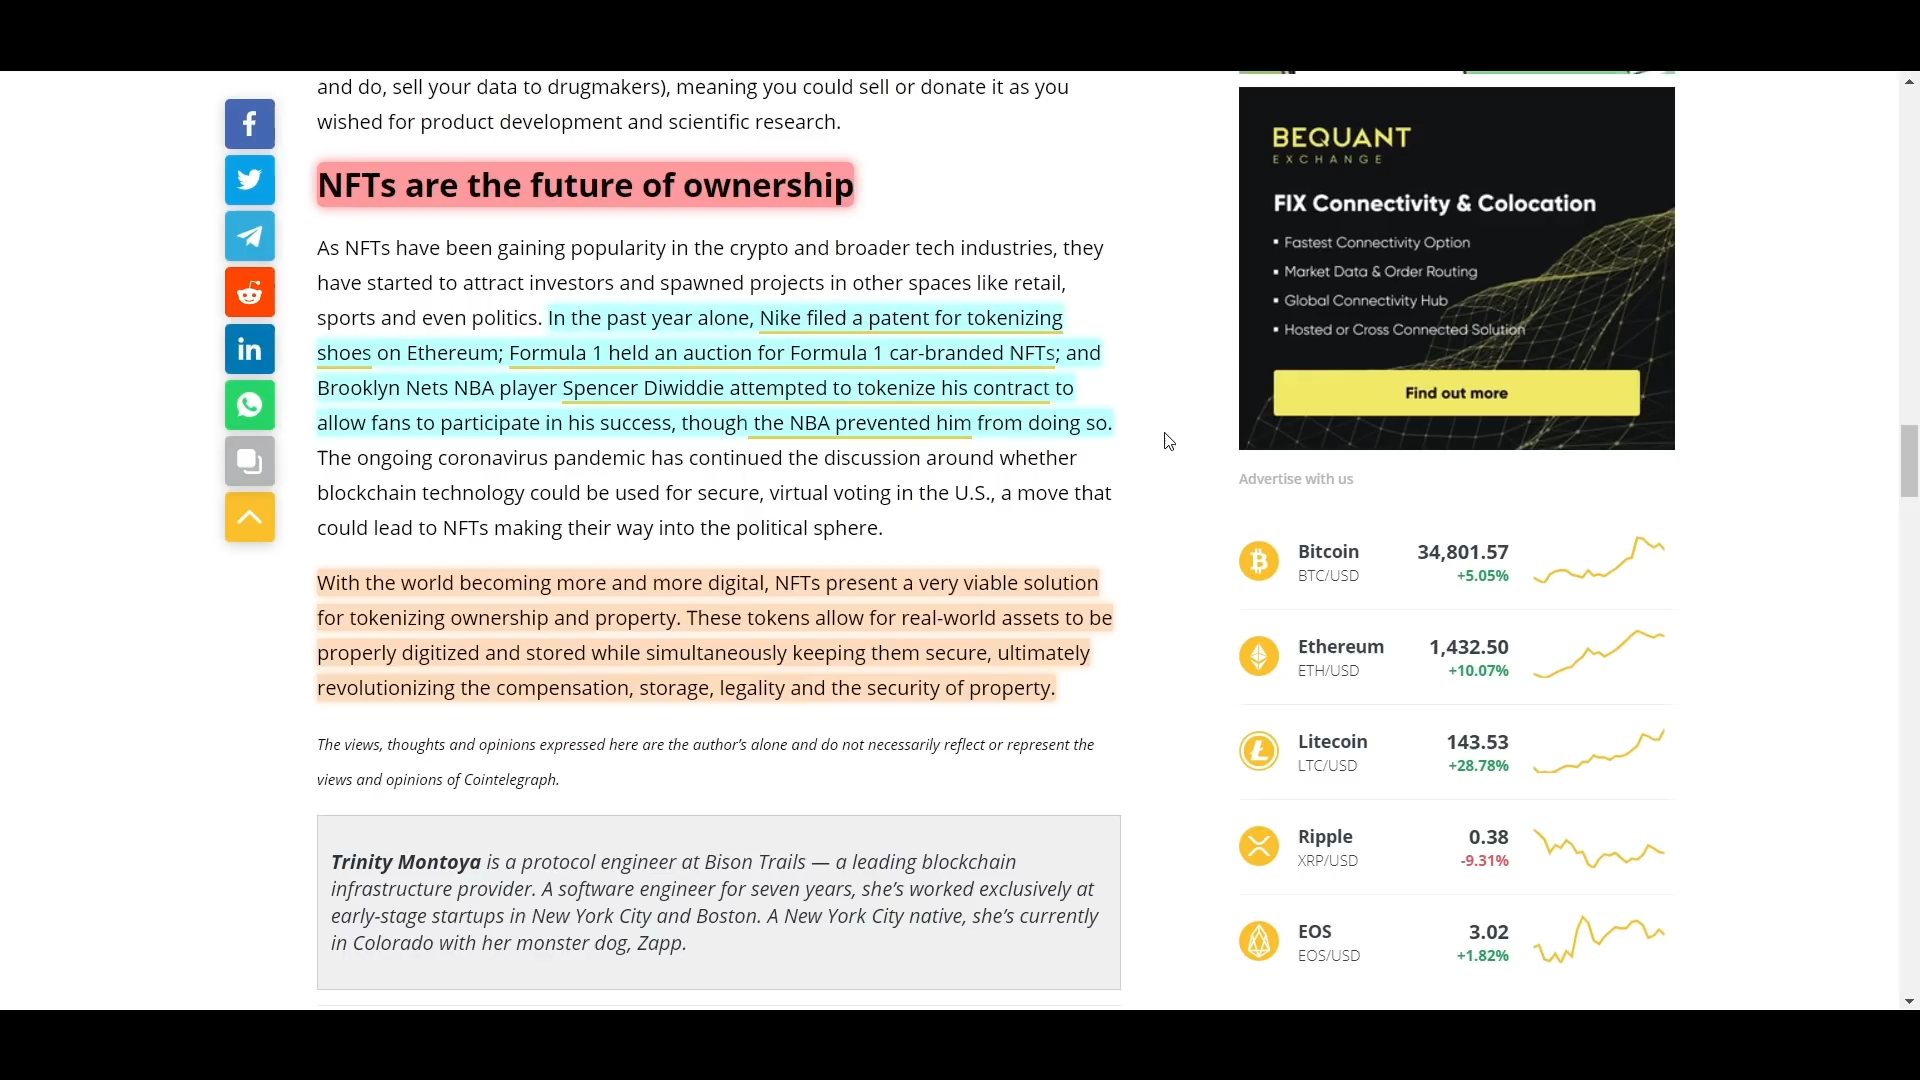 and do, sell your data to drugmakers), meaning you could sell or donate it as you
wished for product development and scientific research.
NFTs are the future of ownership
As NFTs have been gaining popularity in the crypto and broader tech industries, they
have started to attract investors and spawned projects in other spaces like retail,
sports and even politics. In the past year alone, Nike filed a patent for tokenizing
shoes on Ethereum; Formula 1 held an auction for Formula 1 car-branded NFTs; and
Brooklyn Nets NBA player Spencer Diwiddie attempted to tokenize his contract to
allow fans to participate in his success, though the NBA prevented him from doing so.
The ongoing coronavirus pandemic has continued the discussion around whether
blockchain technology could be used for secure, virtual voting in the U.S., a move that
could lead to NFTs making their way into the political sphere.
With the world becoming more and more digital, NFTs present a very viable solution
for tokenizing ownership and property. These tokens allow for real-world assets to be
properly digitized and stored while simultaneously keeping them secure, ultimately
revolutionizing the compensation, storage, legality and the security of property.
The views, thoughts and opinions expressed here are the author's alone and do not necessarily reflect or represent the
views and opinions of Cointelegraph.
Trinity Montoya is a protocol engineer at Bison Trails — a leading blockchain
infrastructure provider. A software engineer for seven years, she's worked exclusively at
early-stage startups in New York City and Boston. A New York City native, she's currently
in Colorado with her monster dog, Zapp.
BEQUANT
EXCHANGE
FIX Connectivity & Colocation
▪ Fastest Connectivity Option
▪ Market Data & Order Routing
▪ Global Connectivity Hub
▪ Hosted or Cross Connected Solution
Find out more
Advertise with us
Bitcoin 34,801.57
BTC/USD +5.05%
Ethereum 1,432.50
ETH/USD +10.07%
Litecoin 143.53
LTC/USD +28.78%
Ripple 0.38
XRP/USD -9.31%
EOS 3.02
EOS/USD +1.82%